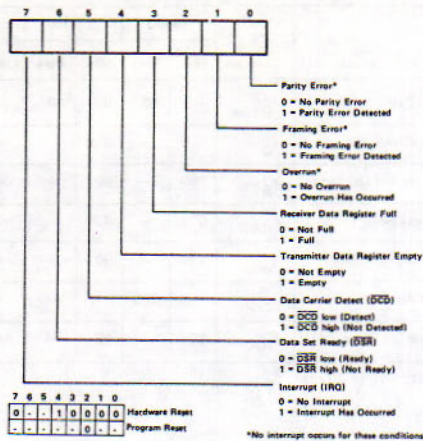 7 6 5 4 3 2 1 0
Parity Error*
0 = No Parity Error
1 = Parity Error Detected
Framing Error*
0 = No Framing Error
1 = Framing Error Detected
Overrun*
0 = No Overrun
1 = Overrun Has Occurred
Receiver Data Register Full
0 = Not Full
1 = Full
Transmitter Data Register Empty
0 = Not Empty
1 = Empty
Data Carrier Detect (DCD)
0 = DCD low (Detect)
1 = DCD high (Not Detected)
Data Set Ready (DSR)
0 = DSR low (Ready)
1 = DSR high (Not Ready)
Interrupt (IRQ)
0 = No Interrupt
1 = Interrupt Has Occurred
7 6 5 4 3 2 1 0
0 - - 1 0 0 0 0 Hardware Reset
- - - - - 0 - - Program Reset
*No interrupt occurs for these conditions